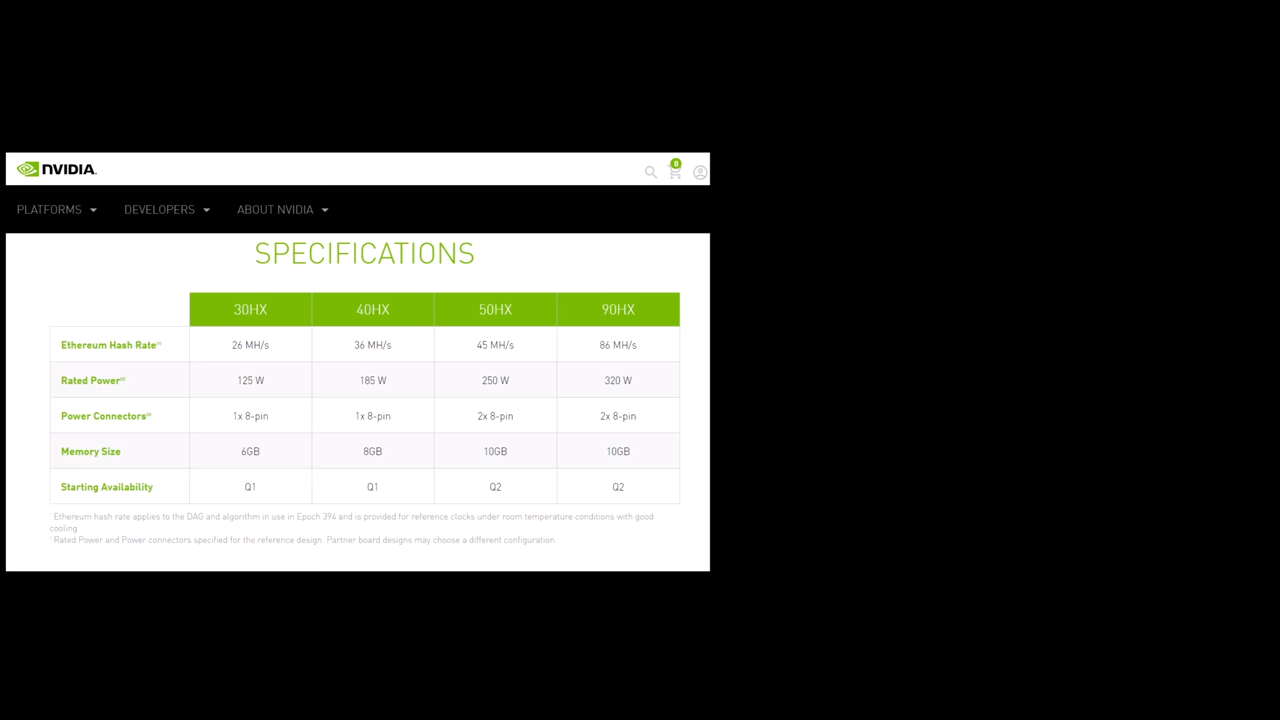 NVIDIA.
0
PLATFORMS DEVELOPERS ABOUT NVIDIA
SPECIFICATIONS
30HX 40HX 50HX 90HX
Ethereum Hash Rate 26 MH/s 36 MH/s 45 MH/s 86 MH/s
Rated Power 125 W 185 W 250 W 320 W
Power Connectors 1x 8-pin 1x 8-pin 2x 8-pin 2x 8-pin
Memory Size 6GB 8GB 10GB 10GB
Starting Availability Q1 Q1 Q2 Q2
Ethereum hash rate applies to the DAG and algorithm in use in Epoch 394 and is provided for reference clocks under room temperature conditions with good
cooling.
Rated Power and Power connectors specified for the reference design. Partner board designs may choose a different configuration.